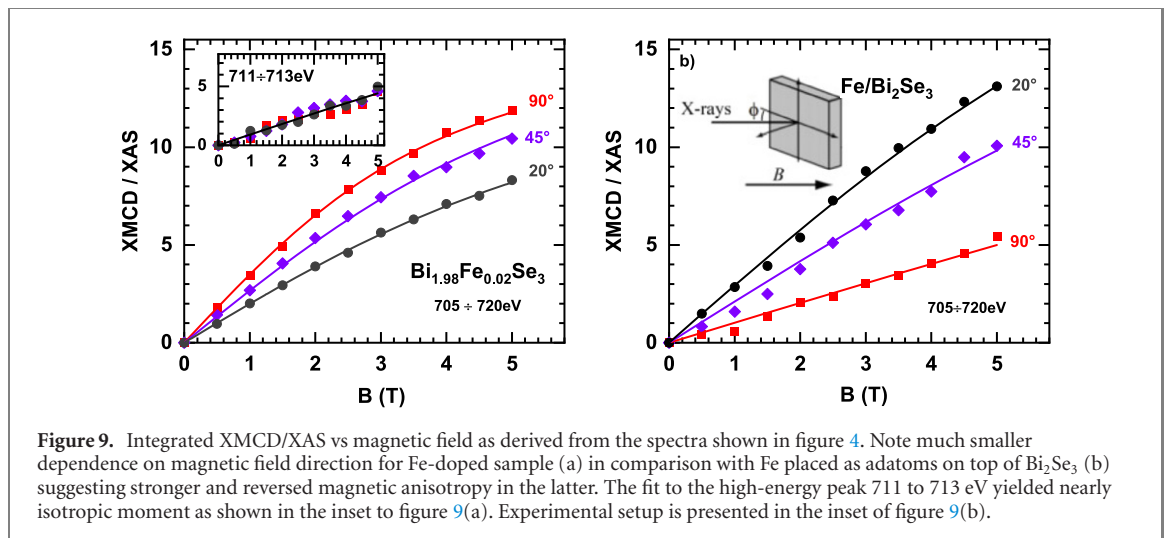 15
10
5
0
XMCD / XAS
5
0
711÷713eV
0 1 2 3 4 5
90°
45°
20°
Bi1.98Fe0.02Se3
705 ÷ 720eV
0 1 2 3 4 5
B (T)
15
10
5
0
XMCD / XAS
b)
Fe/Bi2Se3
X-rays ϕ
B
20°
45°
90°
705÷720eV
0 1 2 3 4 5
B (T)
Figure 9. Integrated XMCD/XAS vs magnetic field as derived from the spectra shown in figure 4. Note much smaller
dependence on magnetic field direction for Fe-doped sample (a) in comparison with Fe placed as adatoms on top of Bi2Se3 (b)
suggesting stronger and reversed magnetic anisotropy in the latter. The fit to the high-energy peak 711 to 713 eV yielded nearly
isotropic moment as shown in the inset to figure 9(a). Experimental setup is presented in the inset of figure 9(b).